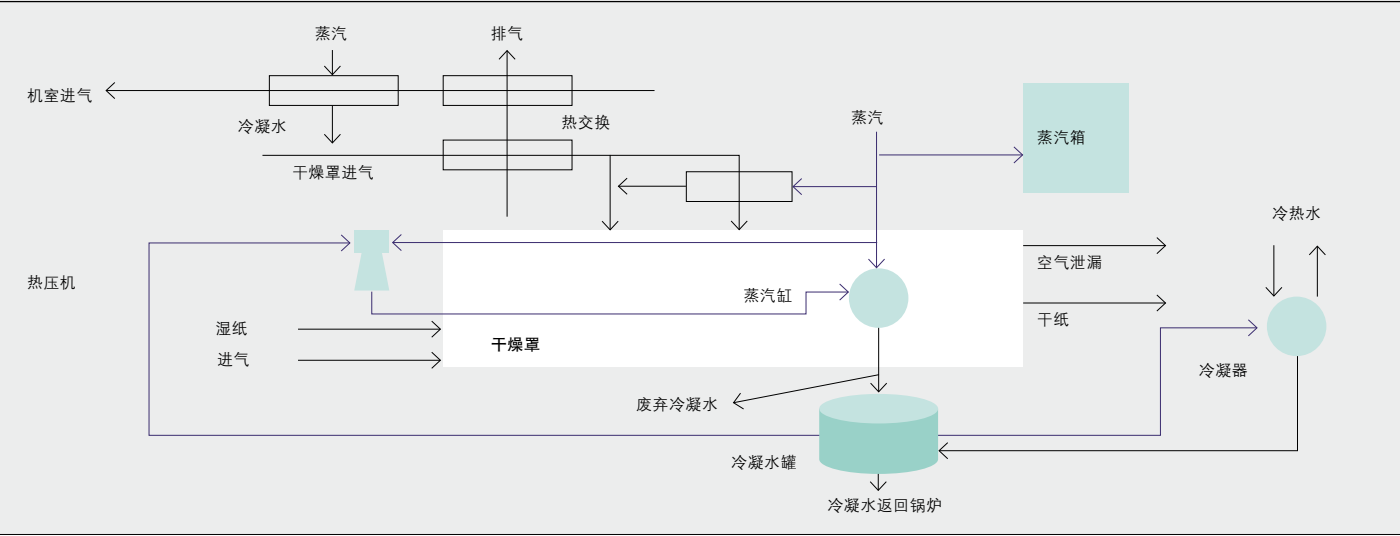 蒸汽
排气
机室进气
冷凝水
热交换
蒸汽
蒸汽箱
干燥罩进气
冷热水
热压机
空气泄漏
蒸汽缸
干纸
湿纸
进气
干燥罩
冷凝器
废弃冷凝水
冷凝水罐
冷凝水返回锅炉